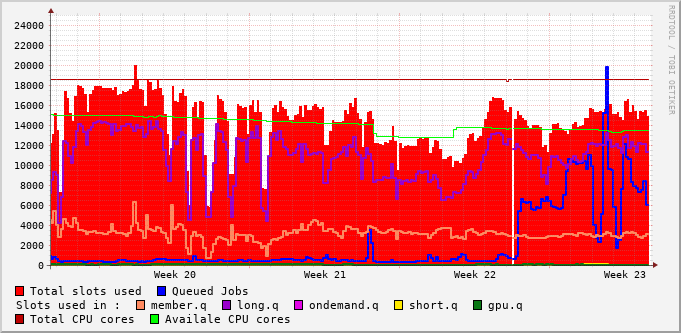 RRDTOOL / TOBI OETIKER
24000
22000
20000
18000
16000
14000
12000
10000
8000
6000
4000
2000
0
Week 20 Week 21 Week 22 Week 23
Total slots used Queued Jobs
Slots used in : member.q long.q ondemand.q short.q gpu.q
Total CPU cores Availale CPU cores